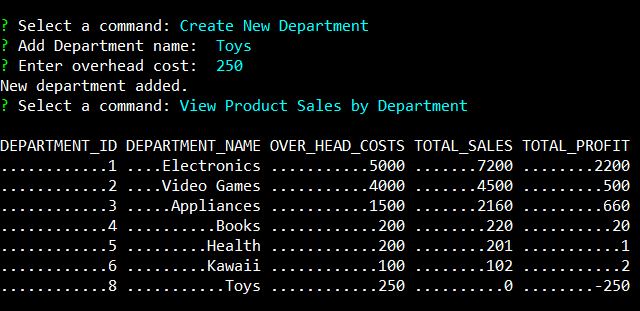 ? Select a command: Create New Department
? Add Department name:  Toys
? Enter overhead cost:  250
New department added.
? Select a command: View Product Sales by Department
DEPARTMENT_ID DEPARTMENT_NAME OVER_HEAD_COSTS TOTAL_SALES TOTAL_PROFIT
............1 ....Electronics ...........5000 .......7200 ........2200
............2 ....Video Games ...........4000 .......4500 .........500
............3 .....Appliances ...........1500 .......2160 .........660
............4 ..........Books ............200 ........220 ..........20
............5 .........Health ............200 ........201 ...........1
............6 .........Kawaii ............100 ........102 ...........2
............8 ...........Toys ............250 ..........0 ........-250